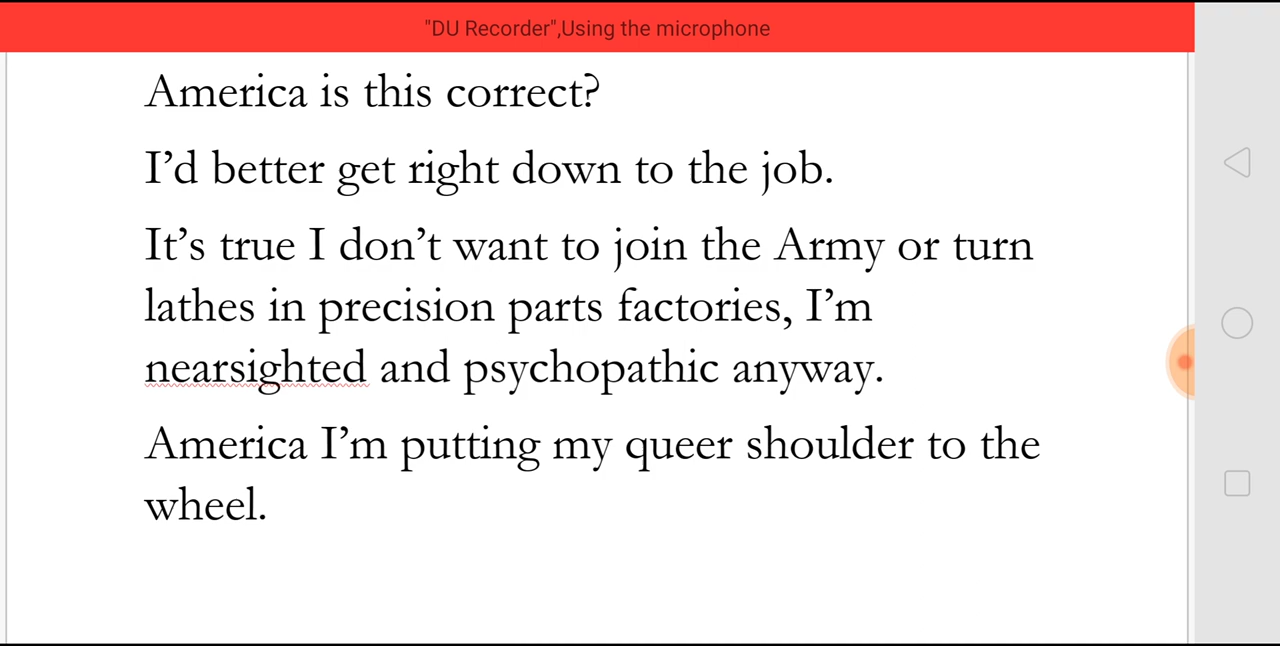 "DU Recorder",Using the microphone
America is this correct?
I’d better get right down to the job.
It’s true I don’t want to join the Army or turn
lathes in precision parts factories, I’m
nearsighted and psychopathic anyway.
America I’m putting my queer shoulder to the
wheel.